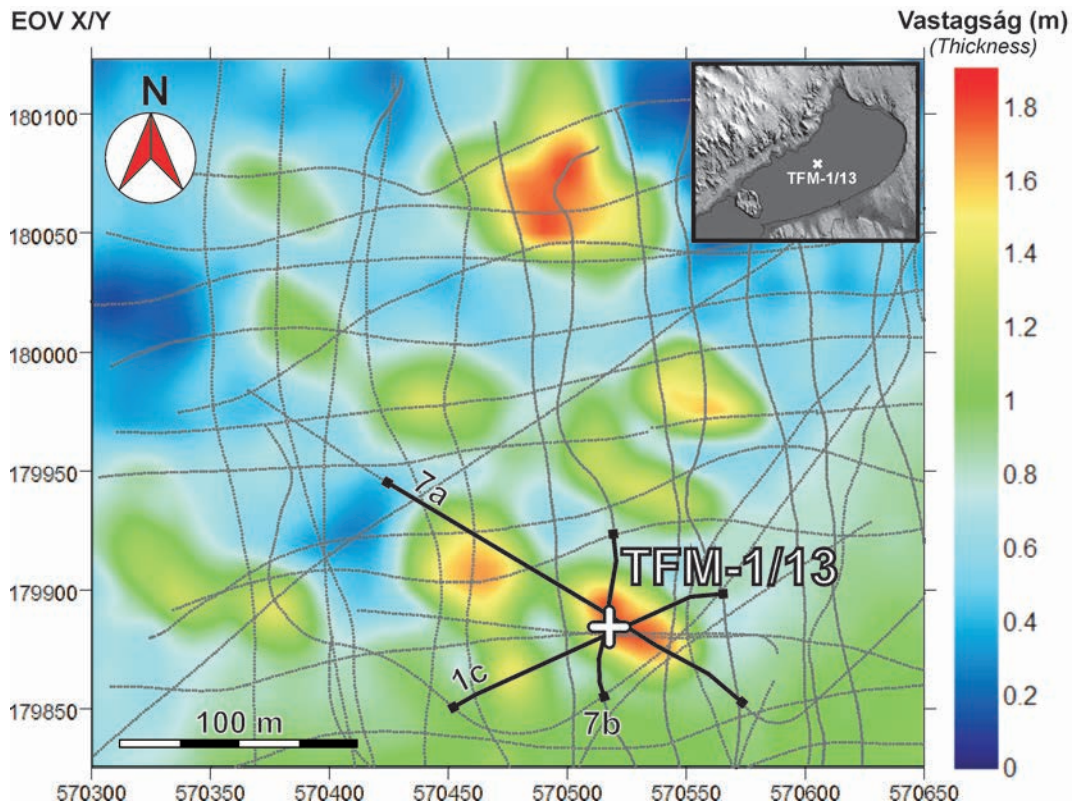 EOV X/Y
Vastagság (m)
(Thickness)
N
TFM-1/13
180100
180050
180000
179950
179900
179850
1.8
1.6
1.4
1.2
1
0.8
0.6
0.4
0.2
0
7a
TFM-1/13
1c
7b
100 m
570300
570350
570400
570450
570500
570550
570600
570650